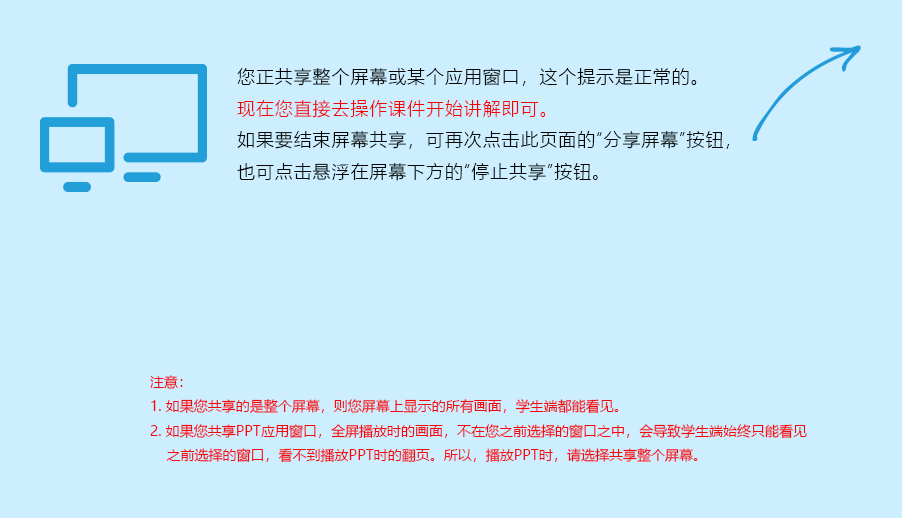 您正共享整个屏幕或某个应用窗口，这个提示是正常的。
现在您直接去操作课件开始讲解即可。
如果要结束屏幕共享，可再次点击此页面的“分享屏幕”按钮，
也可点击悬浮在屏幕下方的“停止共享”按钮。
注意：
1. 如果您共享的是整个屏幕，则您屏幕上显示的所有画面，学生端都能看见。
2. 如果您共享PPT应用窗口，全屏播放时的画面，不在您之前选择的窗口之中，会导致学生端始终只能看见
之前选择的窗口，看不到播放PPT时的翻页。所以，播放PPT时，请选择共享整个屏幕。